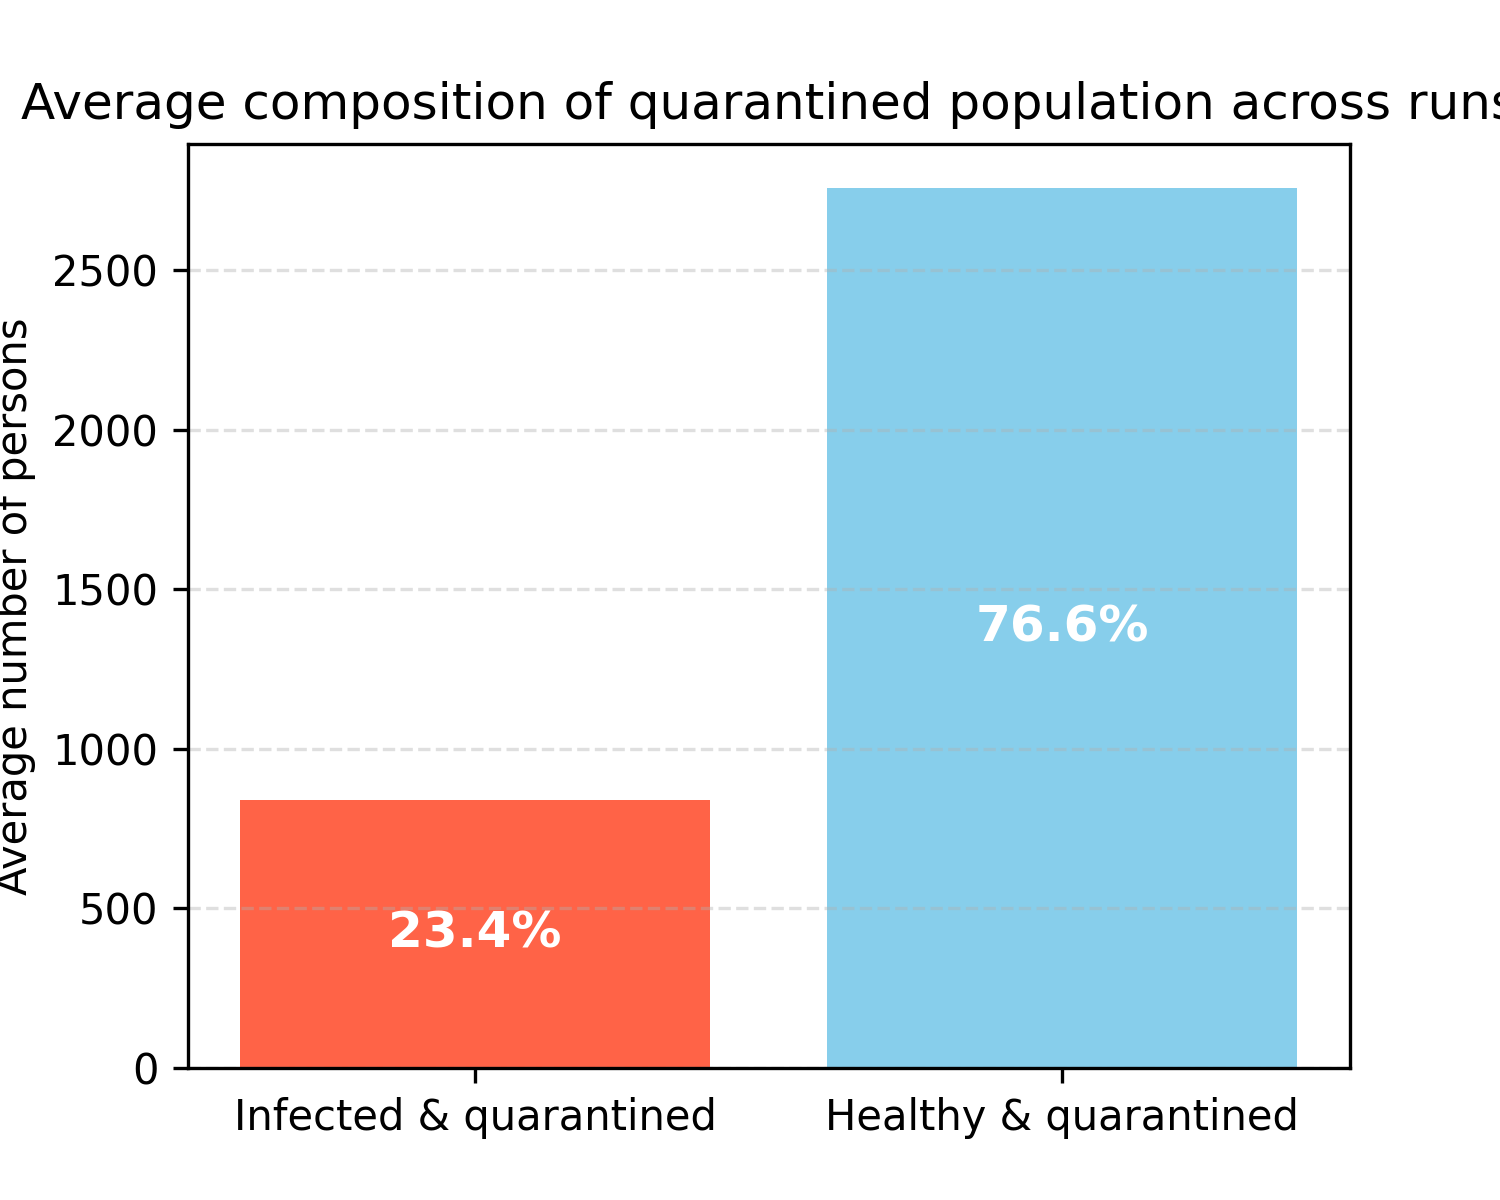 Average composition of quarantined population across runs
Average number of persons
2500
2000
1500
1000
500
0
76.6%
23.4%
Infected & quarantined
Healthy & quarantined